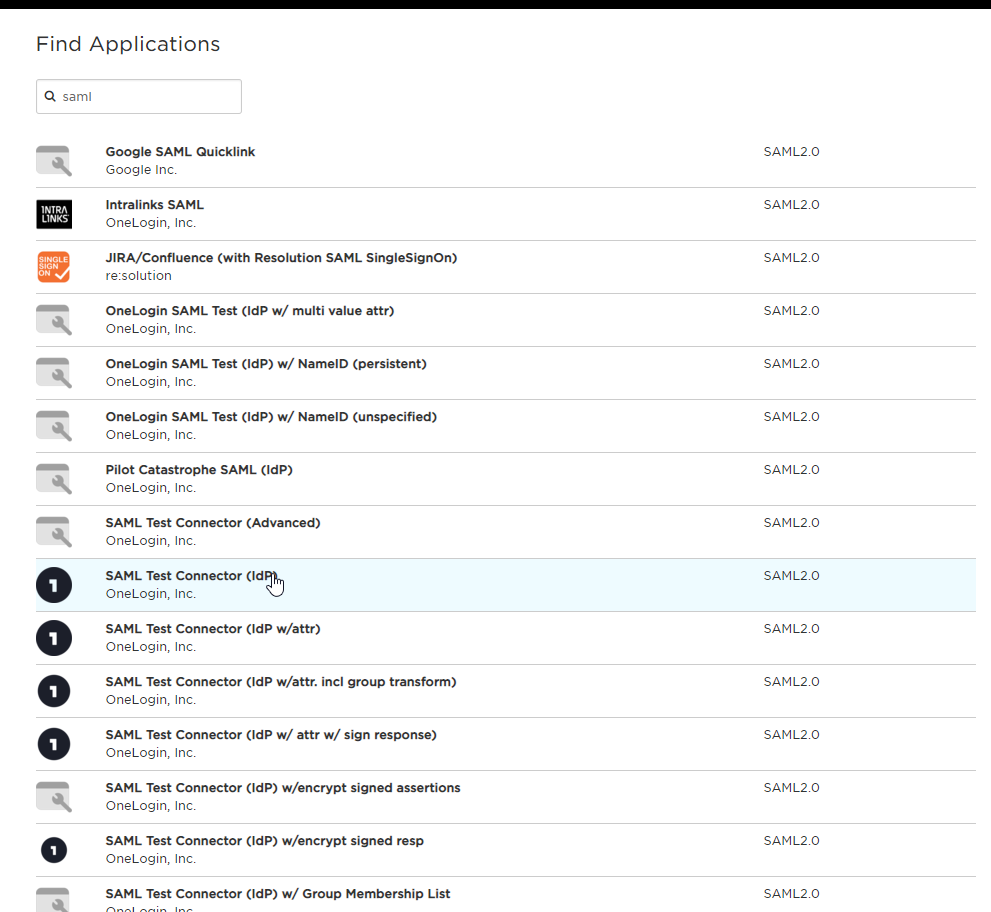 Find Applications
saml
Google SAML Quicklink SAML2.0
Google Inc.
INTRA
LINKS
Intralinks SAML SAML2.0
OneLogin, Inc.
SINGLE
SIGN
ON
JIRA/Confluence (with Resolution SAML SingleSignOn) SAML2.0
re:solution
OneLogin SAML Test (IdP w/ multi value attr) SAML2.0
OneLogin, Inc.
OneLogin SAML Test (IdP) w/ NameID (persistent) SAML2.0
OneLogin, Inc.
OneLogin SAML Test (IdP) w/ NameID (unspecified) SAML2.0
OneLogin, Inc.
Pilot Catastrophe SAML (IdP) SAML2.0
OneLogin, Inc.
SAML Test Connector (Advanced) SAML2.0
OneLogin, Inc.
1
SAML Test Connector (IdP) SAML2.0
OneLogin, Inc.
1
SAML Test Connector (IdP w/attr) SAML2.0
OneLogin, Inc.
1
SAML Test Connector (IdP w/attr. incl group transform) SAML2.0
OneLogin, Inc.
1
SAML Test Connector (IdP w/ attr w/ sign response) SAML2.0
OneLogin, Inc.
SAML Test Connector (IdP) w/encrypt signed assertions SAML2.0
OneLogin, Inc.
1
SAML Test Connector (IdP) w/encrypt signed resp SAML2.0
OneLogin, Inc.
SAML Test Connector (IdP) w/ Group Membership List SAML2.0
OneLogin, Inc.